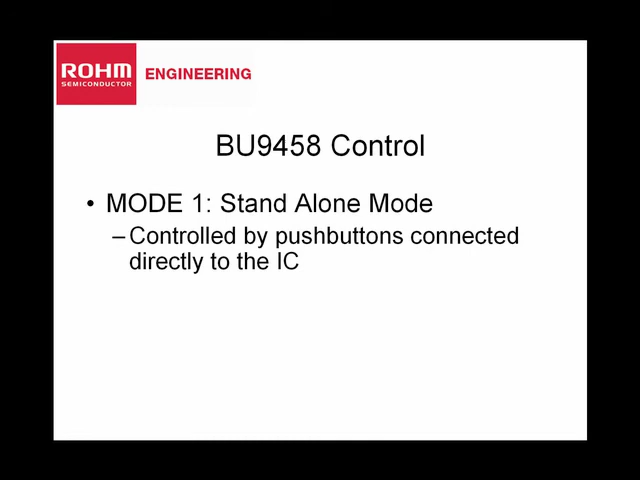 ROHM
SEMICONDUCTOR
ENGINEERING
BU9458 Control
• MODE 1: Stand Alone Mode
–Controlled by pushbuttons connected
directly to the IC